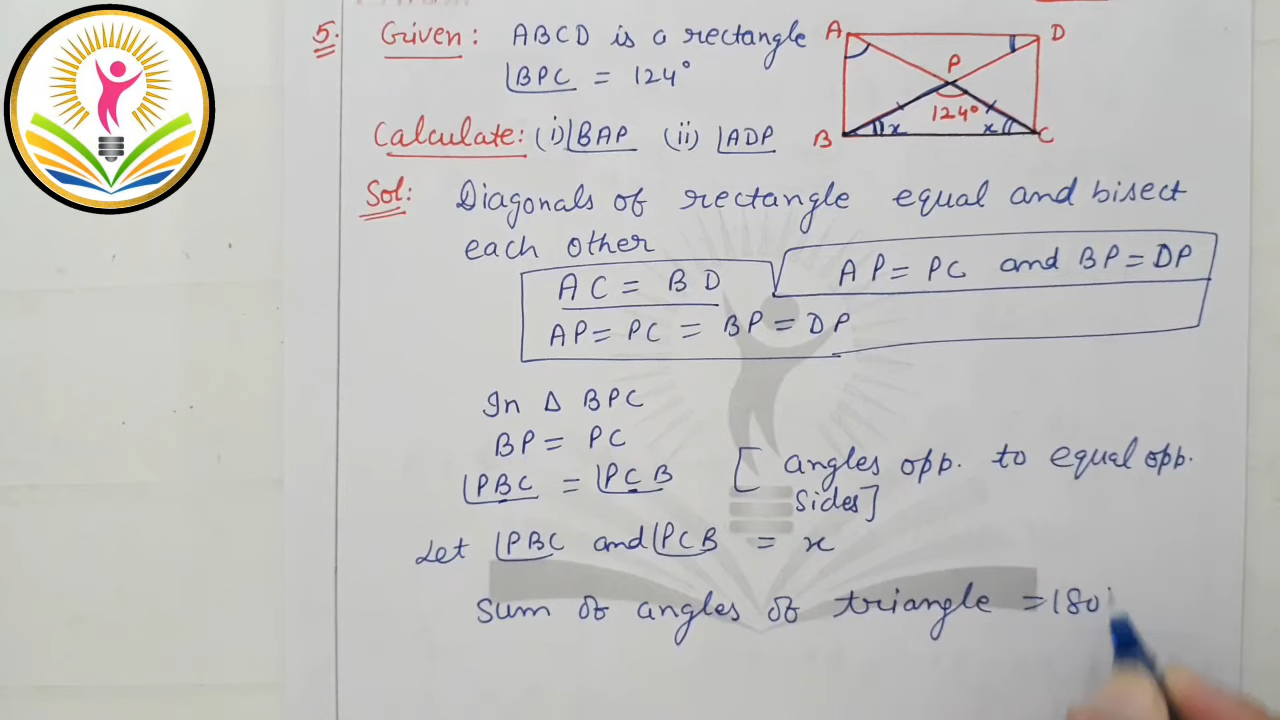 5. Given: ABCD is a rectangle
∠BPC = 124°
Calculate: (i) ∠BAP (ii) ∠ADP
A D
P
124°
x x
B C
Sol: Diagonals of rectangle equal and bisect
each other
AC = BD AP = PC and BP = DP
AP = PC = BP = DP
In Δ BPC
BP = PC
∠PBC = ∠PCB [angles opp. to equal opp.
sides]
Let ∠PBC and ∠PCB = x
Sum of angles of triangle = 180°